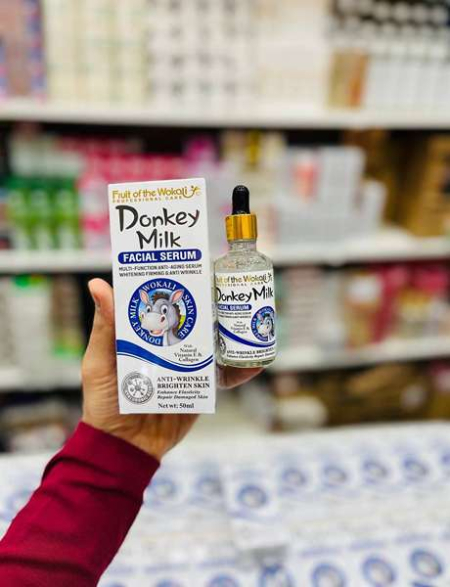 Fruit of the Wokali
PROFESSIONAL CARE
Donkey
Milk
FACIAL SERUM
MULTI-FUNCTION ANTI-AGING SERUM
WHITENING FIRMING & ANTI WRINKLE
WOKALI SKIN CARE
DONKEY MILK
With
Natural
Vitamin E &
Collagen
ANTI-WRINKLE
BRIGHTEN SKIN
Enhance Elasticity
Repair Damaged Skin
Net wt: 50ml
Fruit of the WOKALI
Donkey Milk
FACIAL SERUM
ANTI-WRINKLE
BRIGHTEN SKIN